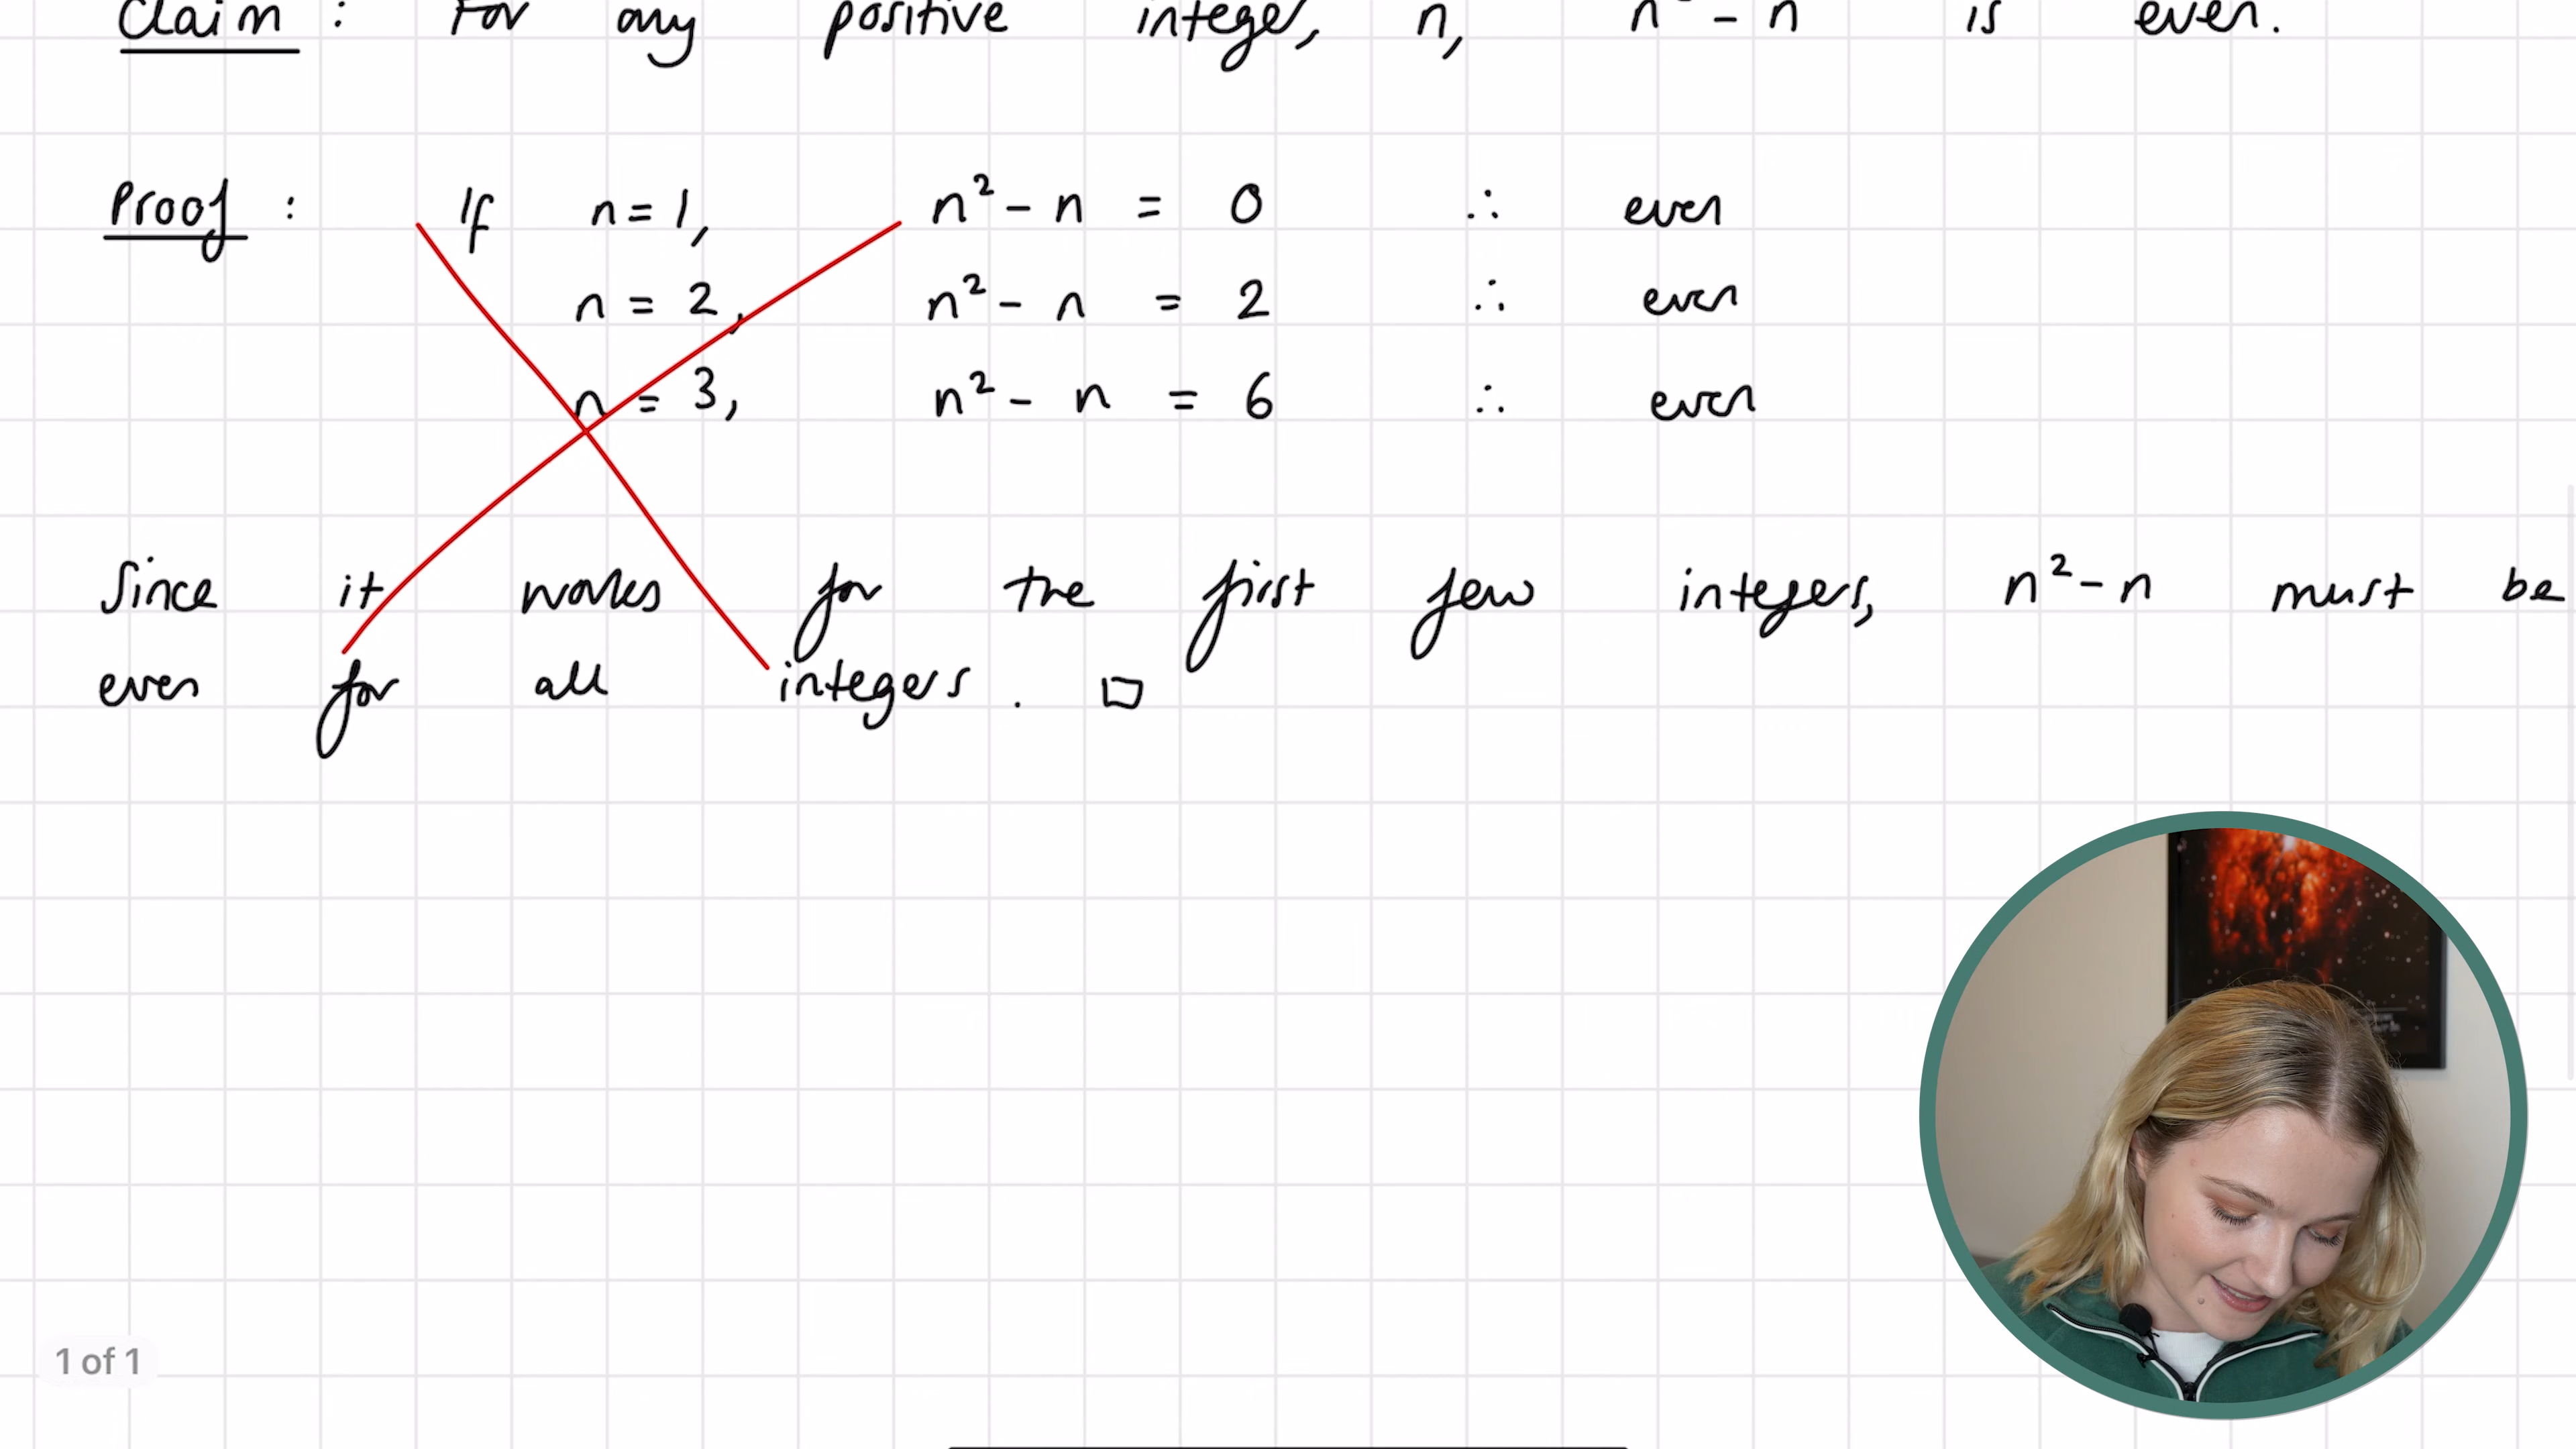 Claim : For any positive integer, n, n² - n is even.
Proof : If n = 1, n² - n = 0 ∴ even
n = 2, n² - n = 2 ∴ even
n = 3, n² - n = 6 ∴ even
Since it works for the first few integers, n² - n must be
even for all integers. □
1 of 1